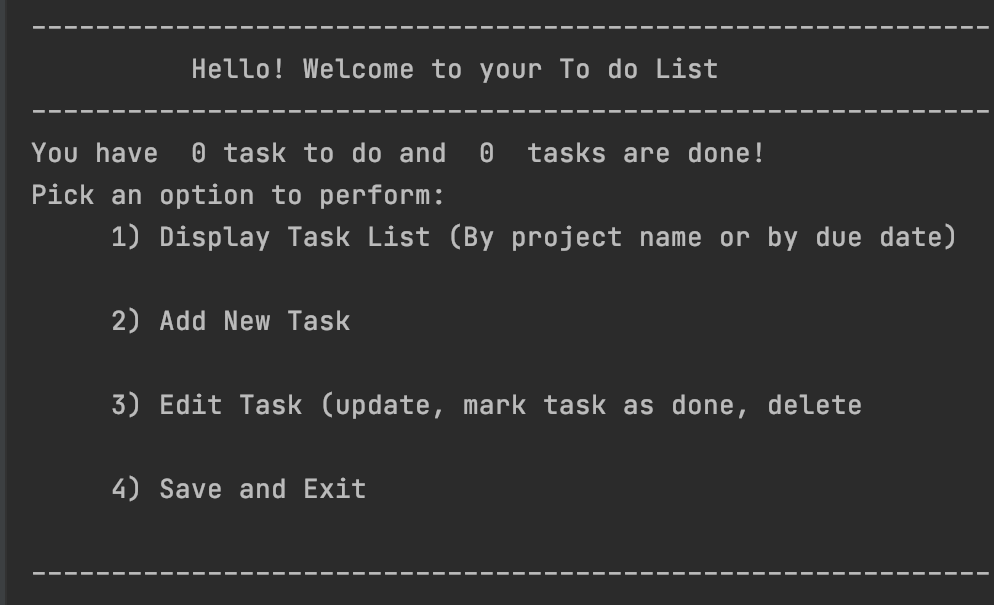 ------------------------------------------------------------
Hello! Welcome to your To do List
------------------------------------------------------------
You have  0 task to do and  0  tasks are done!
Pick an option to perform:
1) Display Task List (By project name or by due date)
2) Add New Task
3) Edit Task (update, mark task as done, delete
4) Save and Exit
------------------------------------------------------------